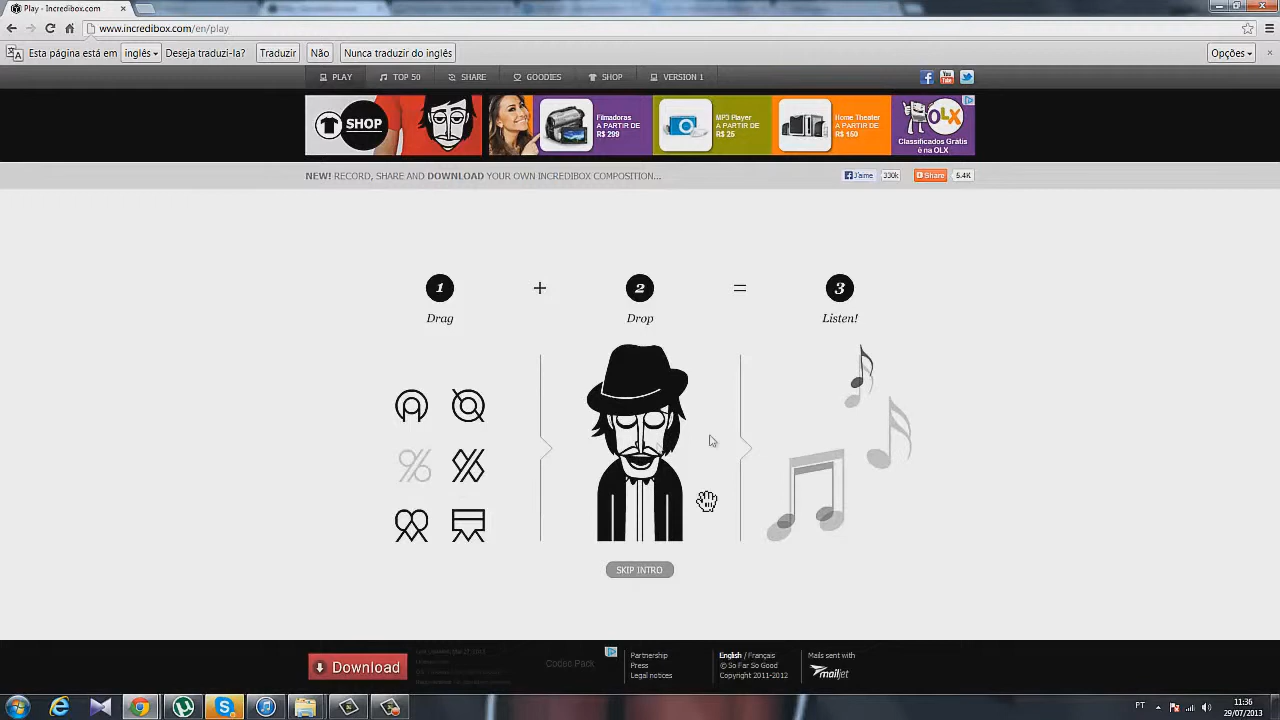 Play - Incredibox.com
www.incredibox.com/en/play
Esta página está em inglês Deseja traduzi-la? Traduzir Não Nunca traduzir do inglês Opções
PLAY TOP 50 SHARE GOODIES SHOP VERSION 1
SHOP
Filmadoras
A PARTIR DE
R$ 299
MP3 Player
A PARTIR DE
R$ 25
Home Theater
A PARTIR DE
R$ 150
OLX
Classificados Grátis
é na OLX
NEW! RECORD, SHARE AND DOWNLOAD YOUR OWN INCREDIBOX COMPOSITION...
J'aime 330k Share 5.4K
1 + 2 = 3
Drag Drop Listen!
SKIP INTRO
Download
Codec Pack
Partnership
Press
Legal notices
English / Français
© So Far So Good
Copyright 2011-2012
Mails sent with
mailjet
PT 11:36
29/07/2013